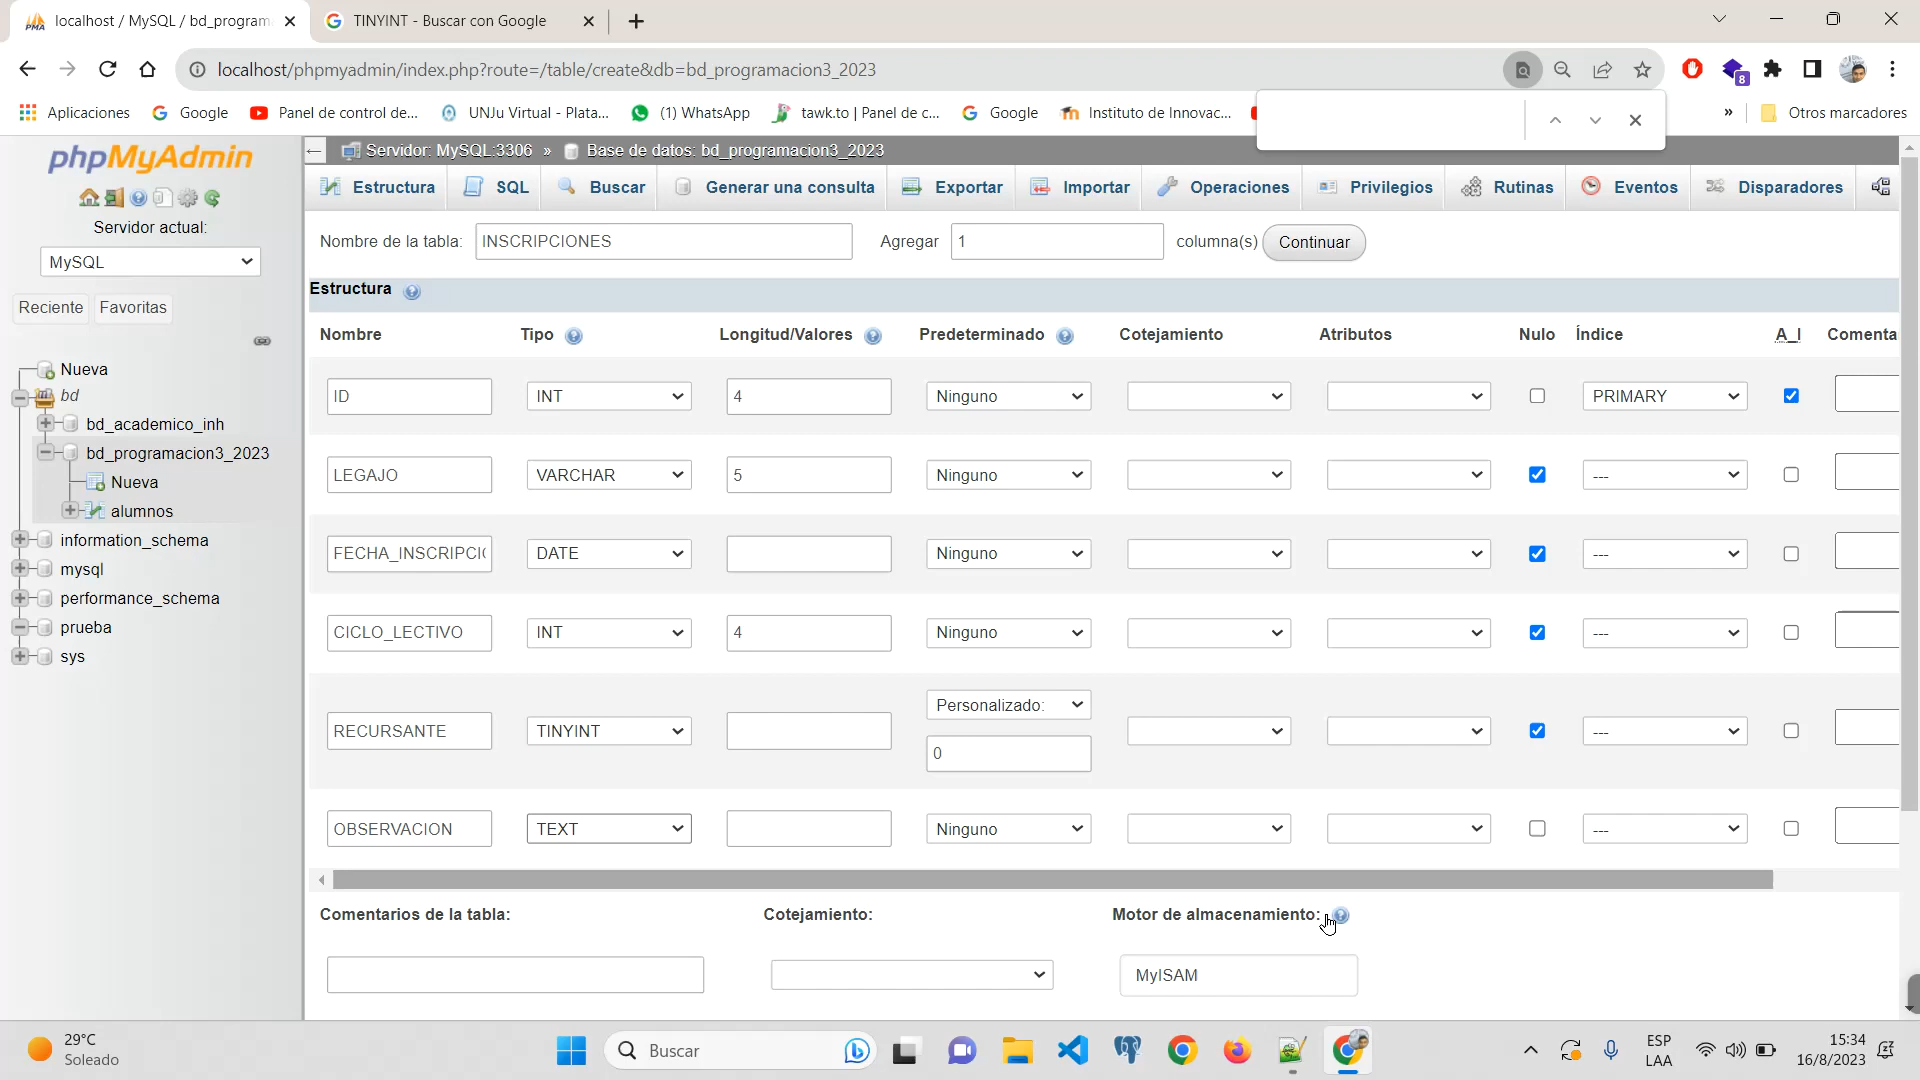 localhost / MySQL / bd_program
TINYINT - Buscar con Google
localhost/phpmyadmin/index.php?route=/table/create&db=bd_programacion3_2023
8
Aplicaciones
Google
Panel de control de...
UNJu Virtual - Plata...
(1) WhatsApp
tawk.to | Panel de c...
Google
Instituto de Innovac...
»
Otros marcadores
phpMyAdmin
Servidor actual:
MySQL
Reciente
Favoritas
Nueva
bd
bd_academico_inh
bd_programacion3_2023
Nueva
alumnos
information_schema
mysql
performance_schema
prueba
sys
Servidor: MySQL:3306 » Base de datos: bd_programacion3_2023
Estructura
SQL
Buscar
Generar una consulta
Exportar
Importar
Operaciones
Privilegios
Rutinas
Eventos
Disparadores
Nombre de la tabla: INSCRIPCIONES Agregar 1 columna(s) Continuar
Estructura
Nombre Tipo Longitud/Valores Predeterminado Cotejamiento Atributos Nulo Índice A_I Comenta
ID INT 4 Ninguno PRIMARY
LEGAJO VARCHAR 5 Ninguno ---
FECHA_INSCRIPCI DATE Ninguno ---
CICLO_LECTIVO INT 4 Ninguno ---
RECURSANTE TINYINT Personalizado: ---
0
OBSERVACION TEXT Ninguno ---
Comentarios de la tabla: Cotejamiento: Motor de almacenamiento:
MyISAM
29°C
Soleado
Buscar
ESP
LAA
15:34
16/8/2023